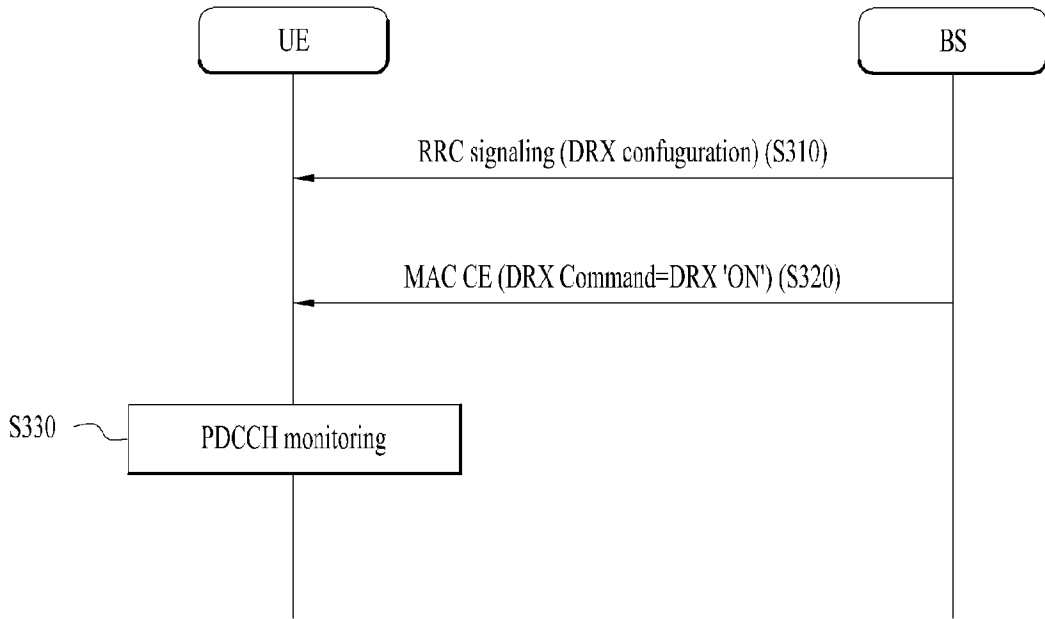 UE
BS
RRC signaling (DRX confuguration) (S310)
MAC CE (DRX Command=DRX 'ON') (S320)
S330
PDCCH monitoring